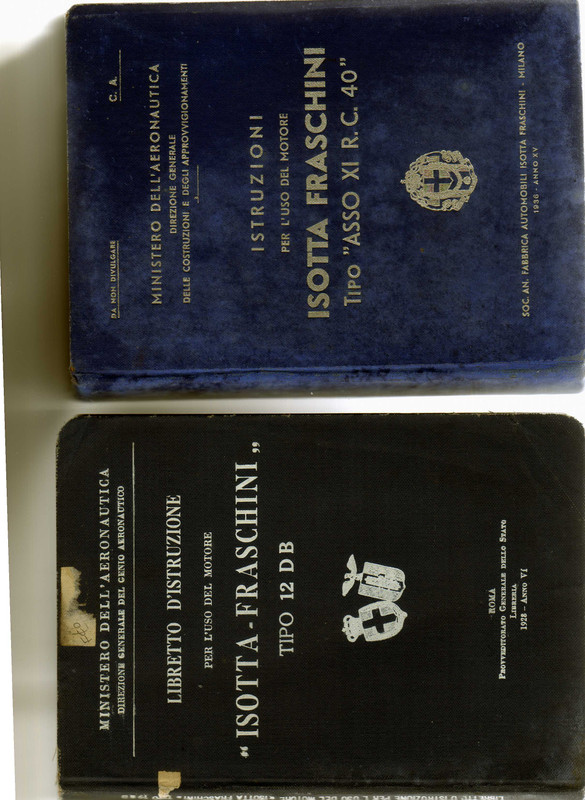 DA NON DIVULGARE
C. A.
MINISTERO DELL'AERONAUTICA
DIREZIONE GENERALE
DELLE COSTRUZIONI E DEGLI APPROVVIGIONAMENTI
ISTRUZIONI
PER L'USO DEL MOTORE
ISOTTA FRASCHINI
TIPO "ASSO XI R. C. 40"
SOC. AN. FABBRICA AUTOMOBILI ISOTTA FRASCHINI - MILANO
1936 - ANNO XV
MINISTERO DELL'AERONAUTICA
DIREZIONE GENERALE DEL GENIO AERONAUTICO
LIBRETTO D'ISTRUZIONE
PER L'USO DEL MOTORE
“ISOTTA-FRASCHINI„
TIPO 12 DB
ROMA
PROVVEDITORATO GENERALE DELLO STATO
LIBRERIA
1928 - ANNO VI